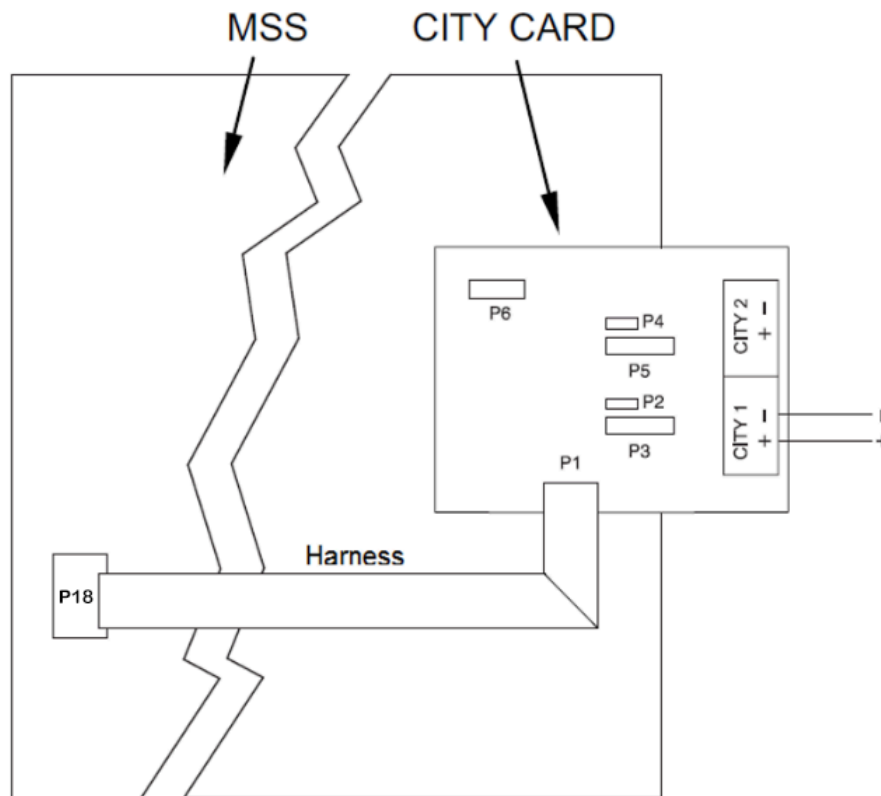 MSS
CITY CARD
P6
P4
P5
P2
P3
P1
CITY 2
+ -
CITY 1
+ -
Harness
P18